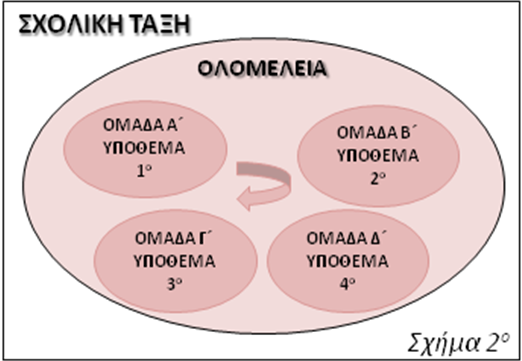 ΣΧΟΛΙΚΗ ΤΑΞΗ
ΟΛΟΜΕΛΕΙΑ
ΟΜΑΔΑ Α΄
ΥΠΟΘΕΜΑ
1ο
ΟΜΑΔΑ Β΄
ΥΠΟΘΕΜΑ
2ο
ΟΜΑΔΑ Γ΄
ΥΠΟΘΕΜΑ
3ο
ΟΜΑΔΑ Δ΄
ΥΠΟΘΕΜΑ
4ο
Σχήμα 2ο